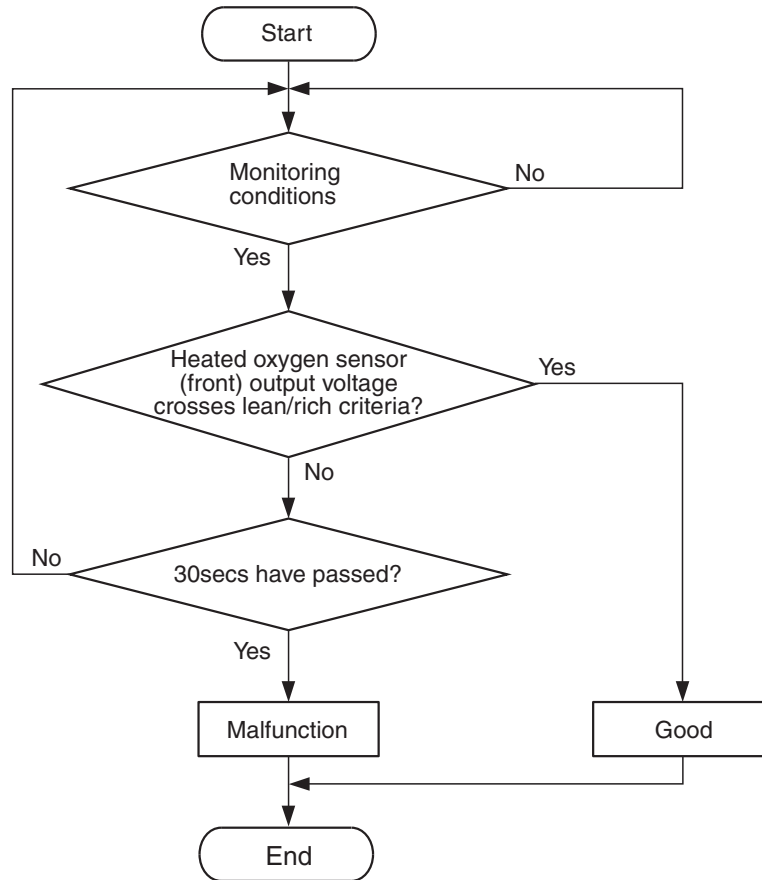 Start
Monitoring
conditions
No
Yes
Heated oxygen sensor
(front) output voltage
crosses lean/rich criteria?
Yes
No
No
30secs have passed?
Yes
Malfunction
Good
End